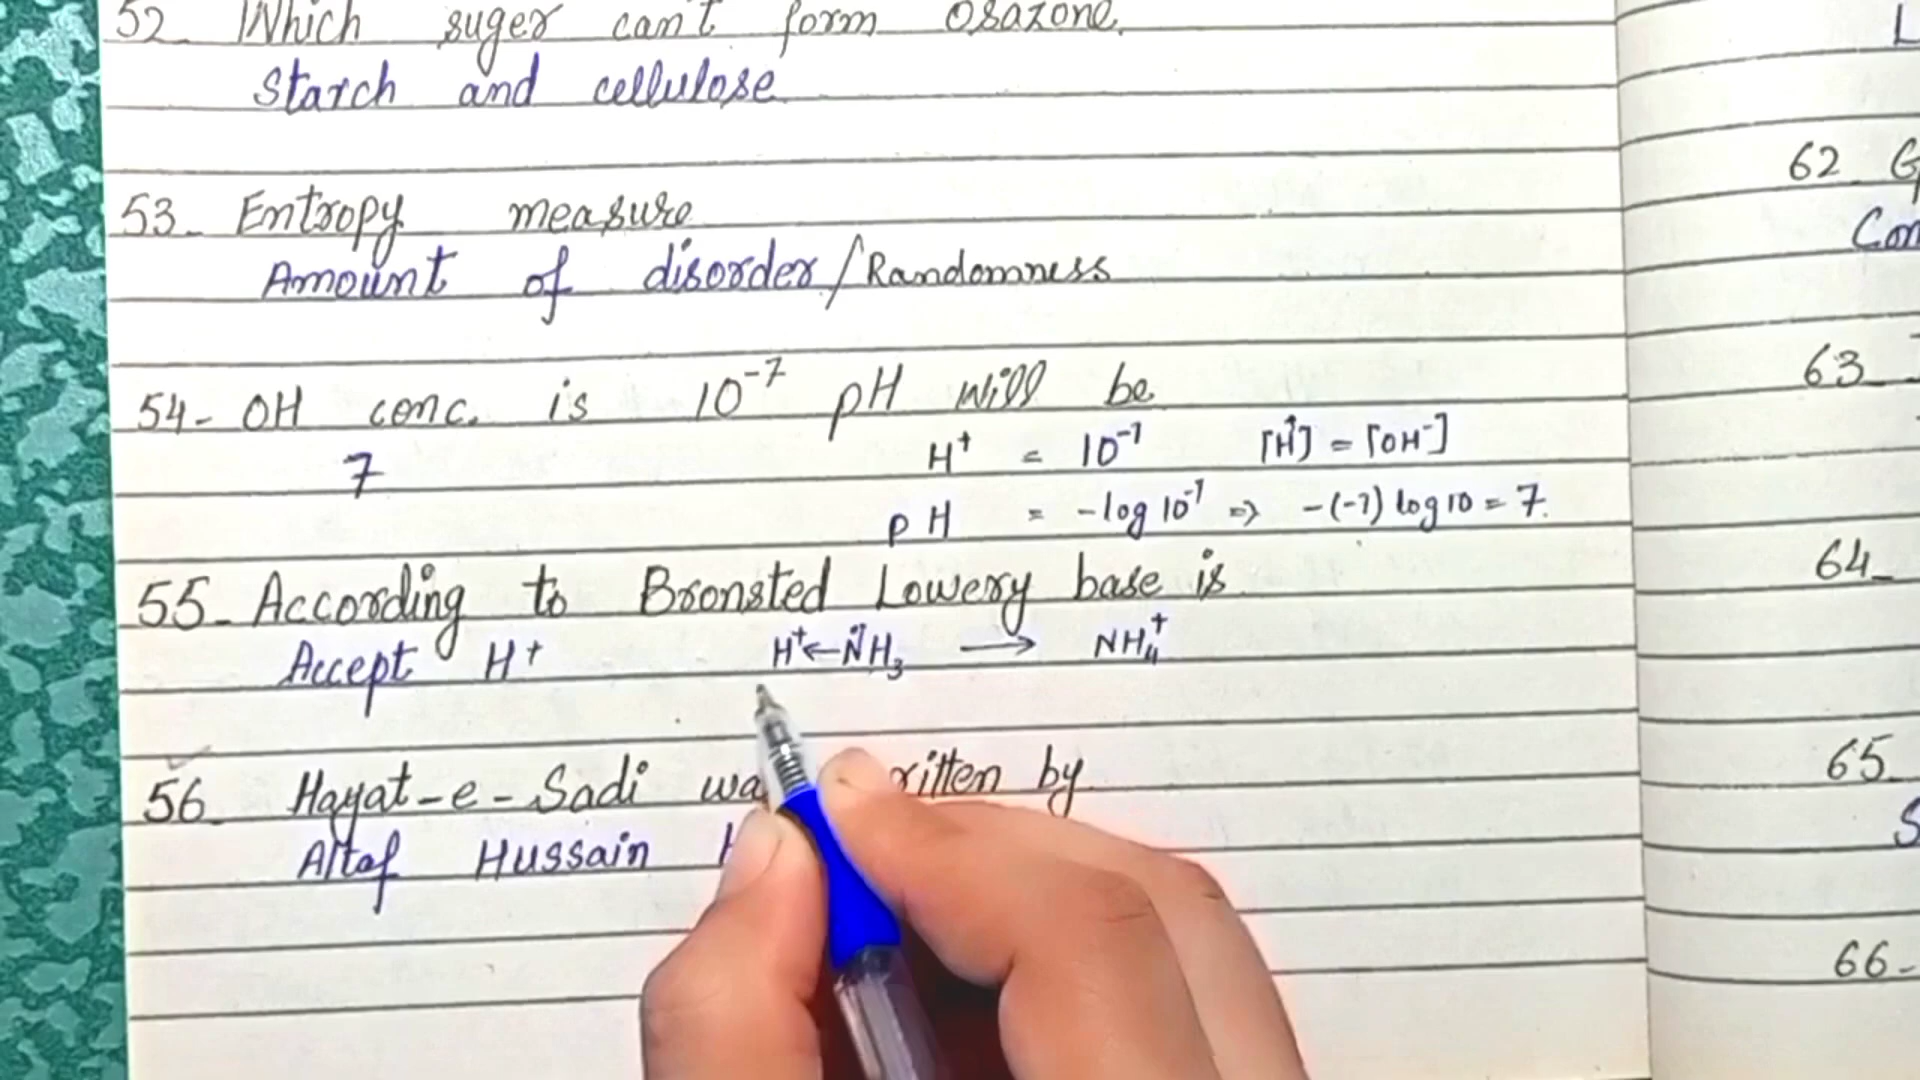 52 Which suger can't form Osazone.
Starch and cellulose
53- Entropy measure
Amount of disorder/Randomness
54- OH conc. is 10⁻⁷ pH will be
7
H⁺ = 10⁻⁷ [H⁺] = [OH⁻]
pH = -log 10⁻⁷ ⇒ -(-7) log 10 = 7.
55- According to Bronsted Lowery base is
Accept H⁺ H⁺←N̈H₃ → NH₄⁺
56 Hayat-e-Sadi by
Altaf Hussain
62
63-
64-
65
66-